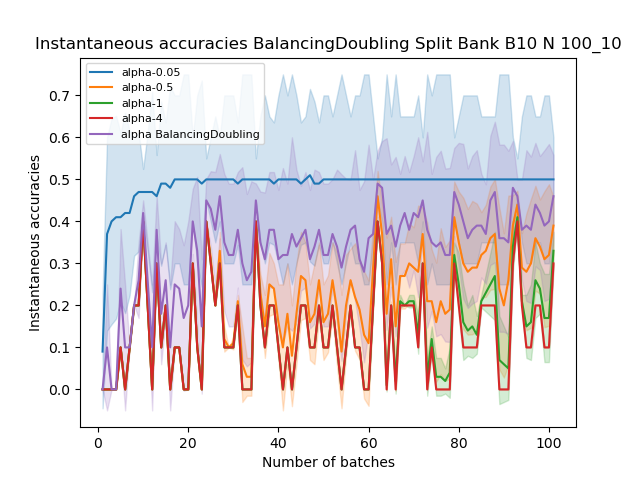 Instantaneous accuracies BalancingDoubling Split Bank B10 N 100_10
alpha-0.05
alpha-0.5
alpha-1
alpha-4
alpha BalancingDoubling
Instantaneous accuracies
0.7
0.6
0.5
0.4
0.3
0.2
0.1
0.0
0 20 40 60 80 100
Number of batches